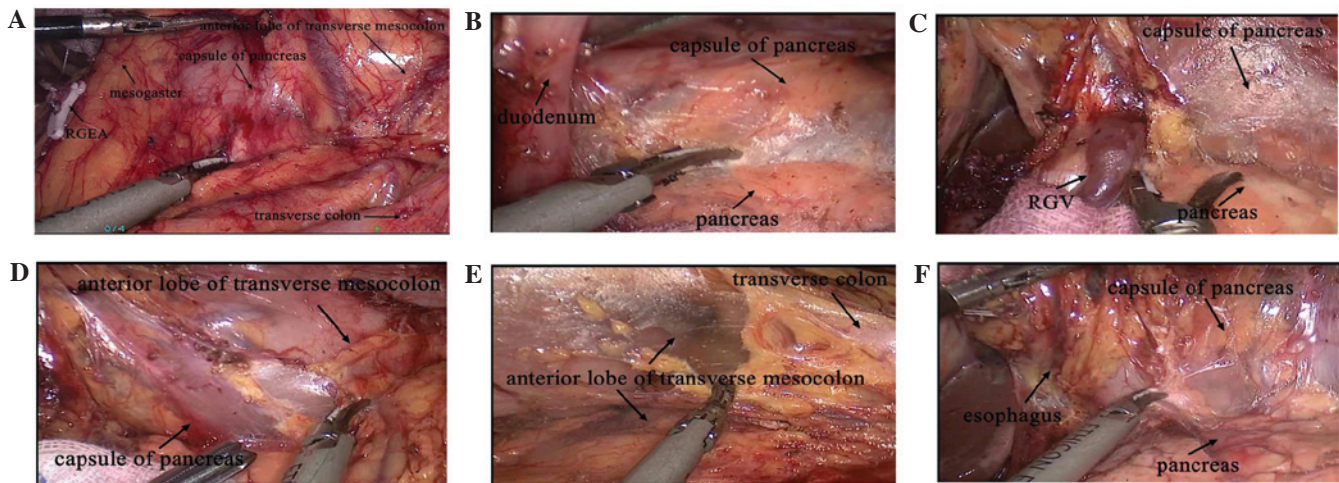 A
anterior lobe of transverse mesocolon
capsule of pancreas
mesogaster
RGEA
transverse colon
0/4
B
capsule of pancreas
duodenum
pancreas
C
capsule of pancreas
RGV
pancreas
D
anterior lobe of transverse mesocolon
capsule of pancreas
E
transverse colon
anterior lobe of transverse mesocolon
F
capsule of pancreas
esophagus
pancreas